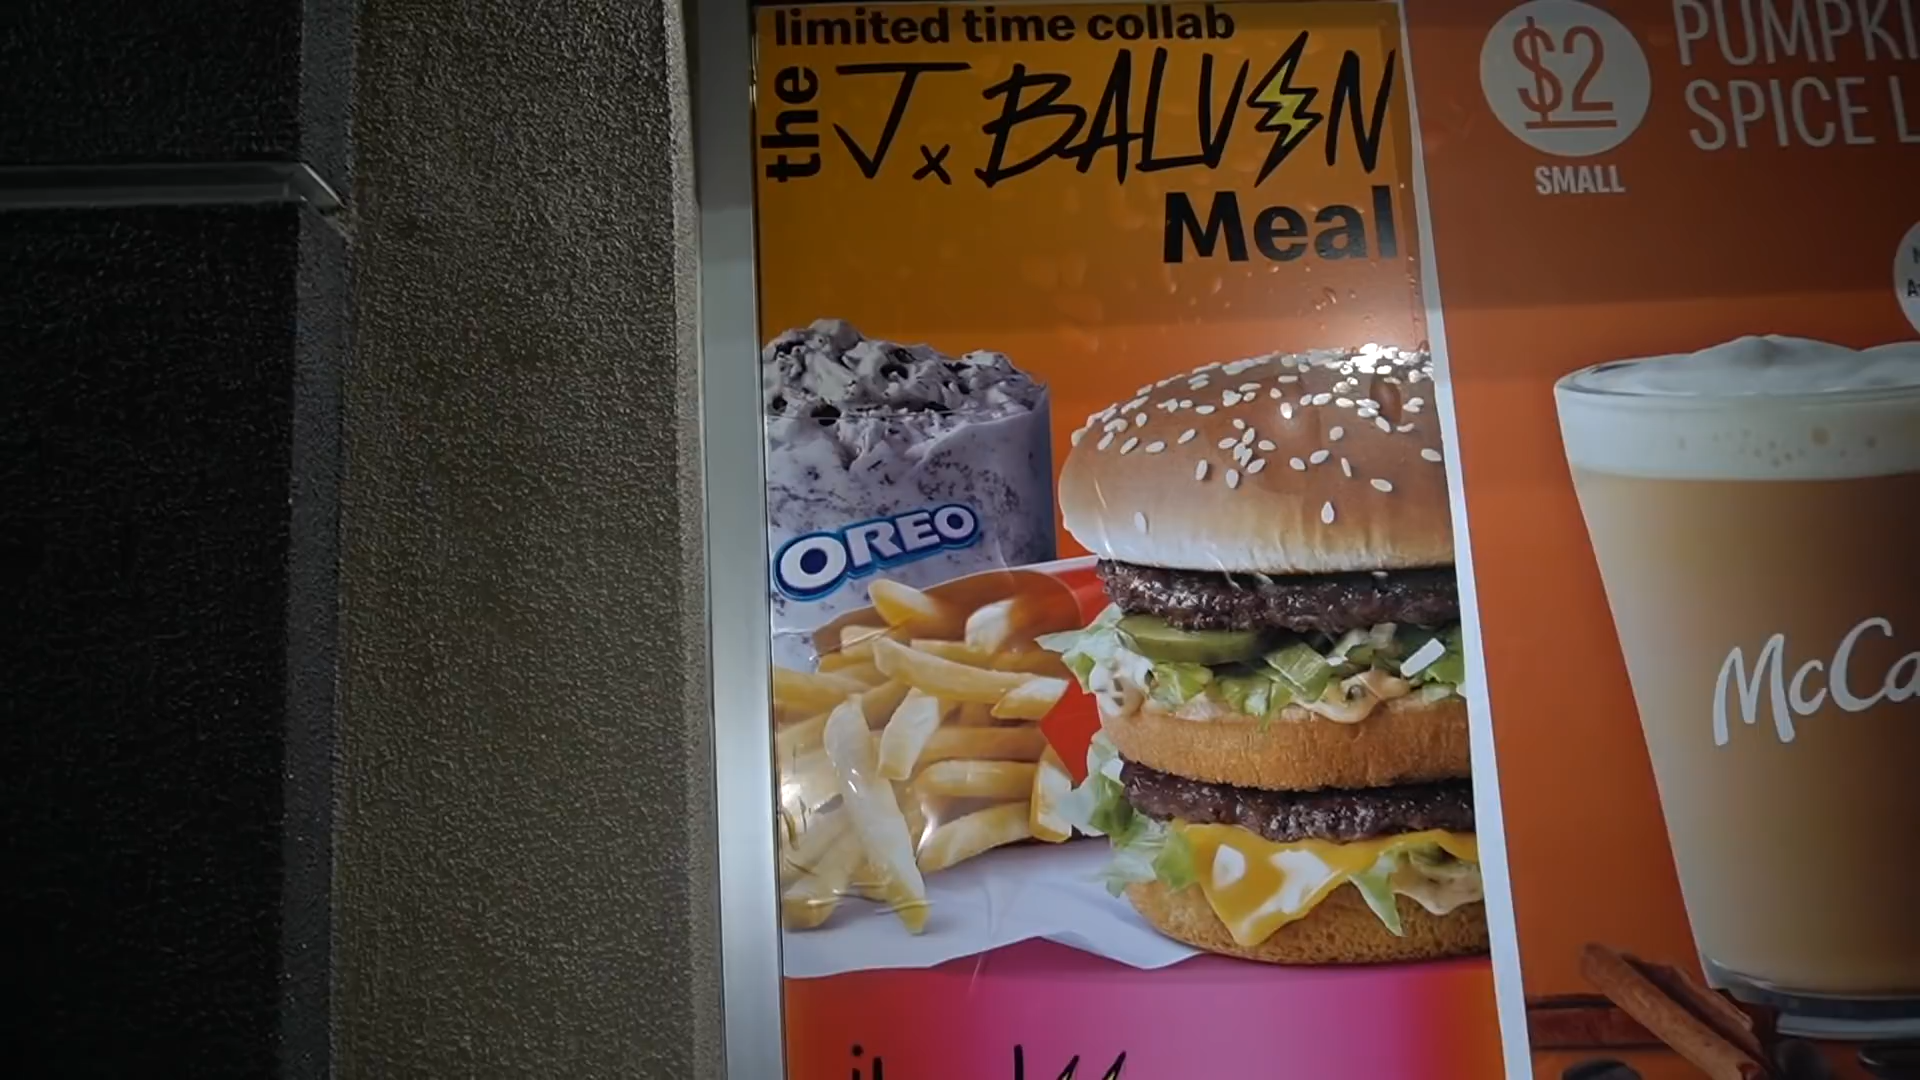 limited time collab
the J x BALVIN
Meal
OREO
$2
SMALL
PUMPKI
SPICE L
McCa